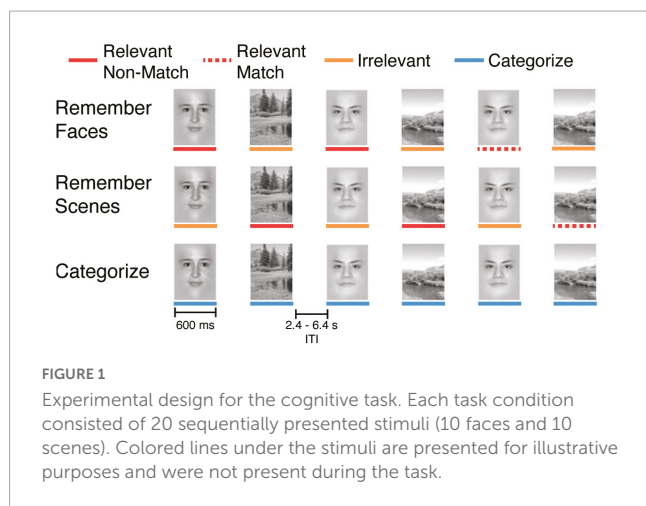 Relevant Non-Match
Relevant Match
Irrelevant
Categorize
Remember
Faces
Remember
Scenes
Categorize
600 ms
2.4 - 6.4 s
ITI
FIGURE 1
Experimental design for the cognitive task. Each task condition
consisted of 20 sequentially presented stimuli (10 faces and 10
scenes). Colored lines under the stimuli are presented for illustrative
purposes and were not present during the task.